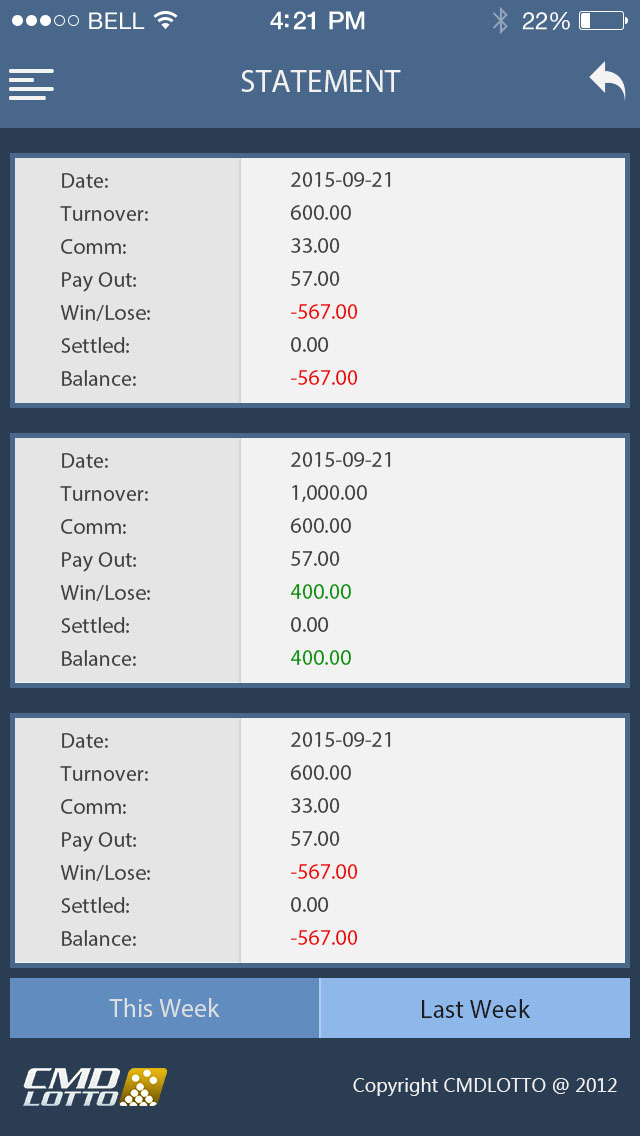 BELL 4:21 PM 22%
STATEMENT
Date: 2015-09-21
Turnover: 600.00
Comm: 33.00
Pay Out: 57.00
Win/Lose: -567.00
Settled: 0.00
Balance: -567.00
Date: 2015-09-21
Turnover: 1,000.00
Comm: 600.00
Pay Out: 57.00
Win/Lose: 400.00
Settled: 0.00
Balance: 400.00
Date: 2015-09-21
Turnover: 600.00
Comm: 33.00
Pay Out: 57.00
Win/Lose: -567.00
Settled: 0.00
Balance: -567.00
This Week Last Week
CMD
LOTTO
Copyright CMDLOTTO @ 2012